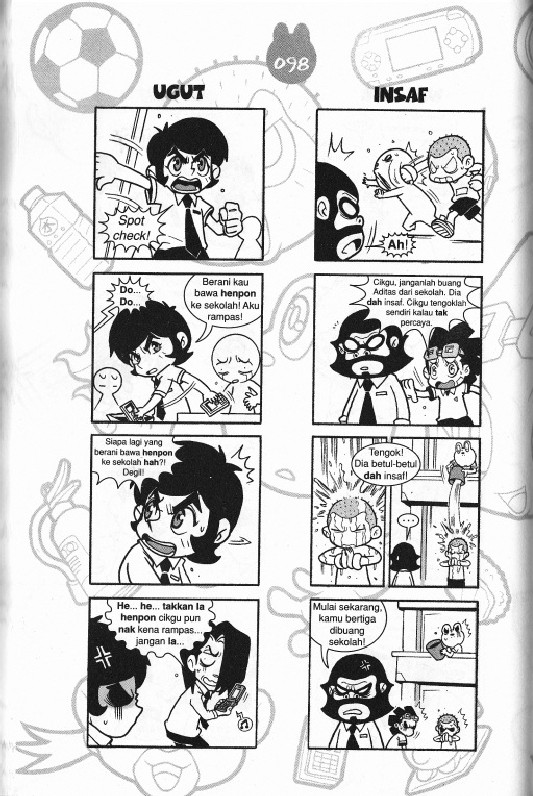 098
UGUT
Spot
check!
Do...
Do...
Berani kau
bawa henpon
ke sekolah! Aku
rampas!
Siapa lagi yang
berani bawa henpon
ke sekolah hah?!
Degil!
He... he... takkan la
henpon cikgu pun
nak kena rampas....
jangan la...
INSAF
Ah!
Cikgu, janganlah buang
Aditas dari sekolah. Dia
dah insaf. Cikgu tengoklah
sendiri kalau tak
percaya.
Tengok!
Dia betul-betul
dah insaf!
...
Mulai sekarang,
kamu bertiga
dibuang
sekolah!